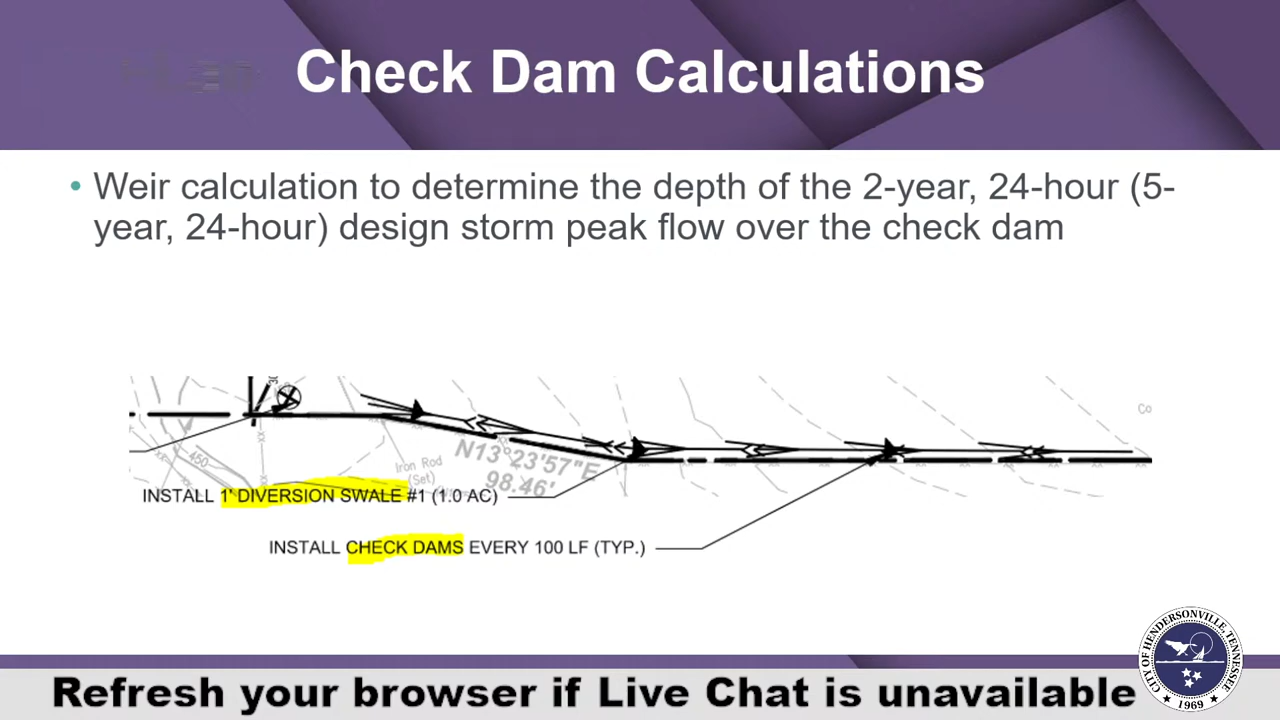 Check Dam Calculations
• Weir calculation to determine the depth of the 2-year, 24-hour (5-
year, 24-hour) design storm peak flow over the check dam
30
Co
450
Iron Rod
(Set)
N13°23'57"E
98.46'
INSTALL 1' DIVERSION SWALE #1 (1.0 AC)
INSTALL CHECK DAMS EVERY 100 LF (TYP.)
CITY OF HENDERSONVILLE, TENNESSEE
1969
Refresh your browser if Live Chat is unavailable